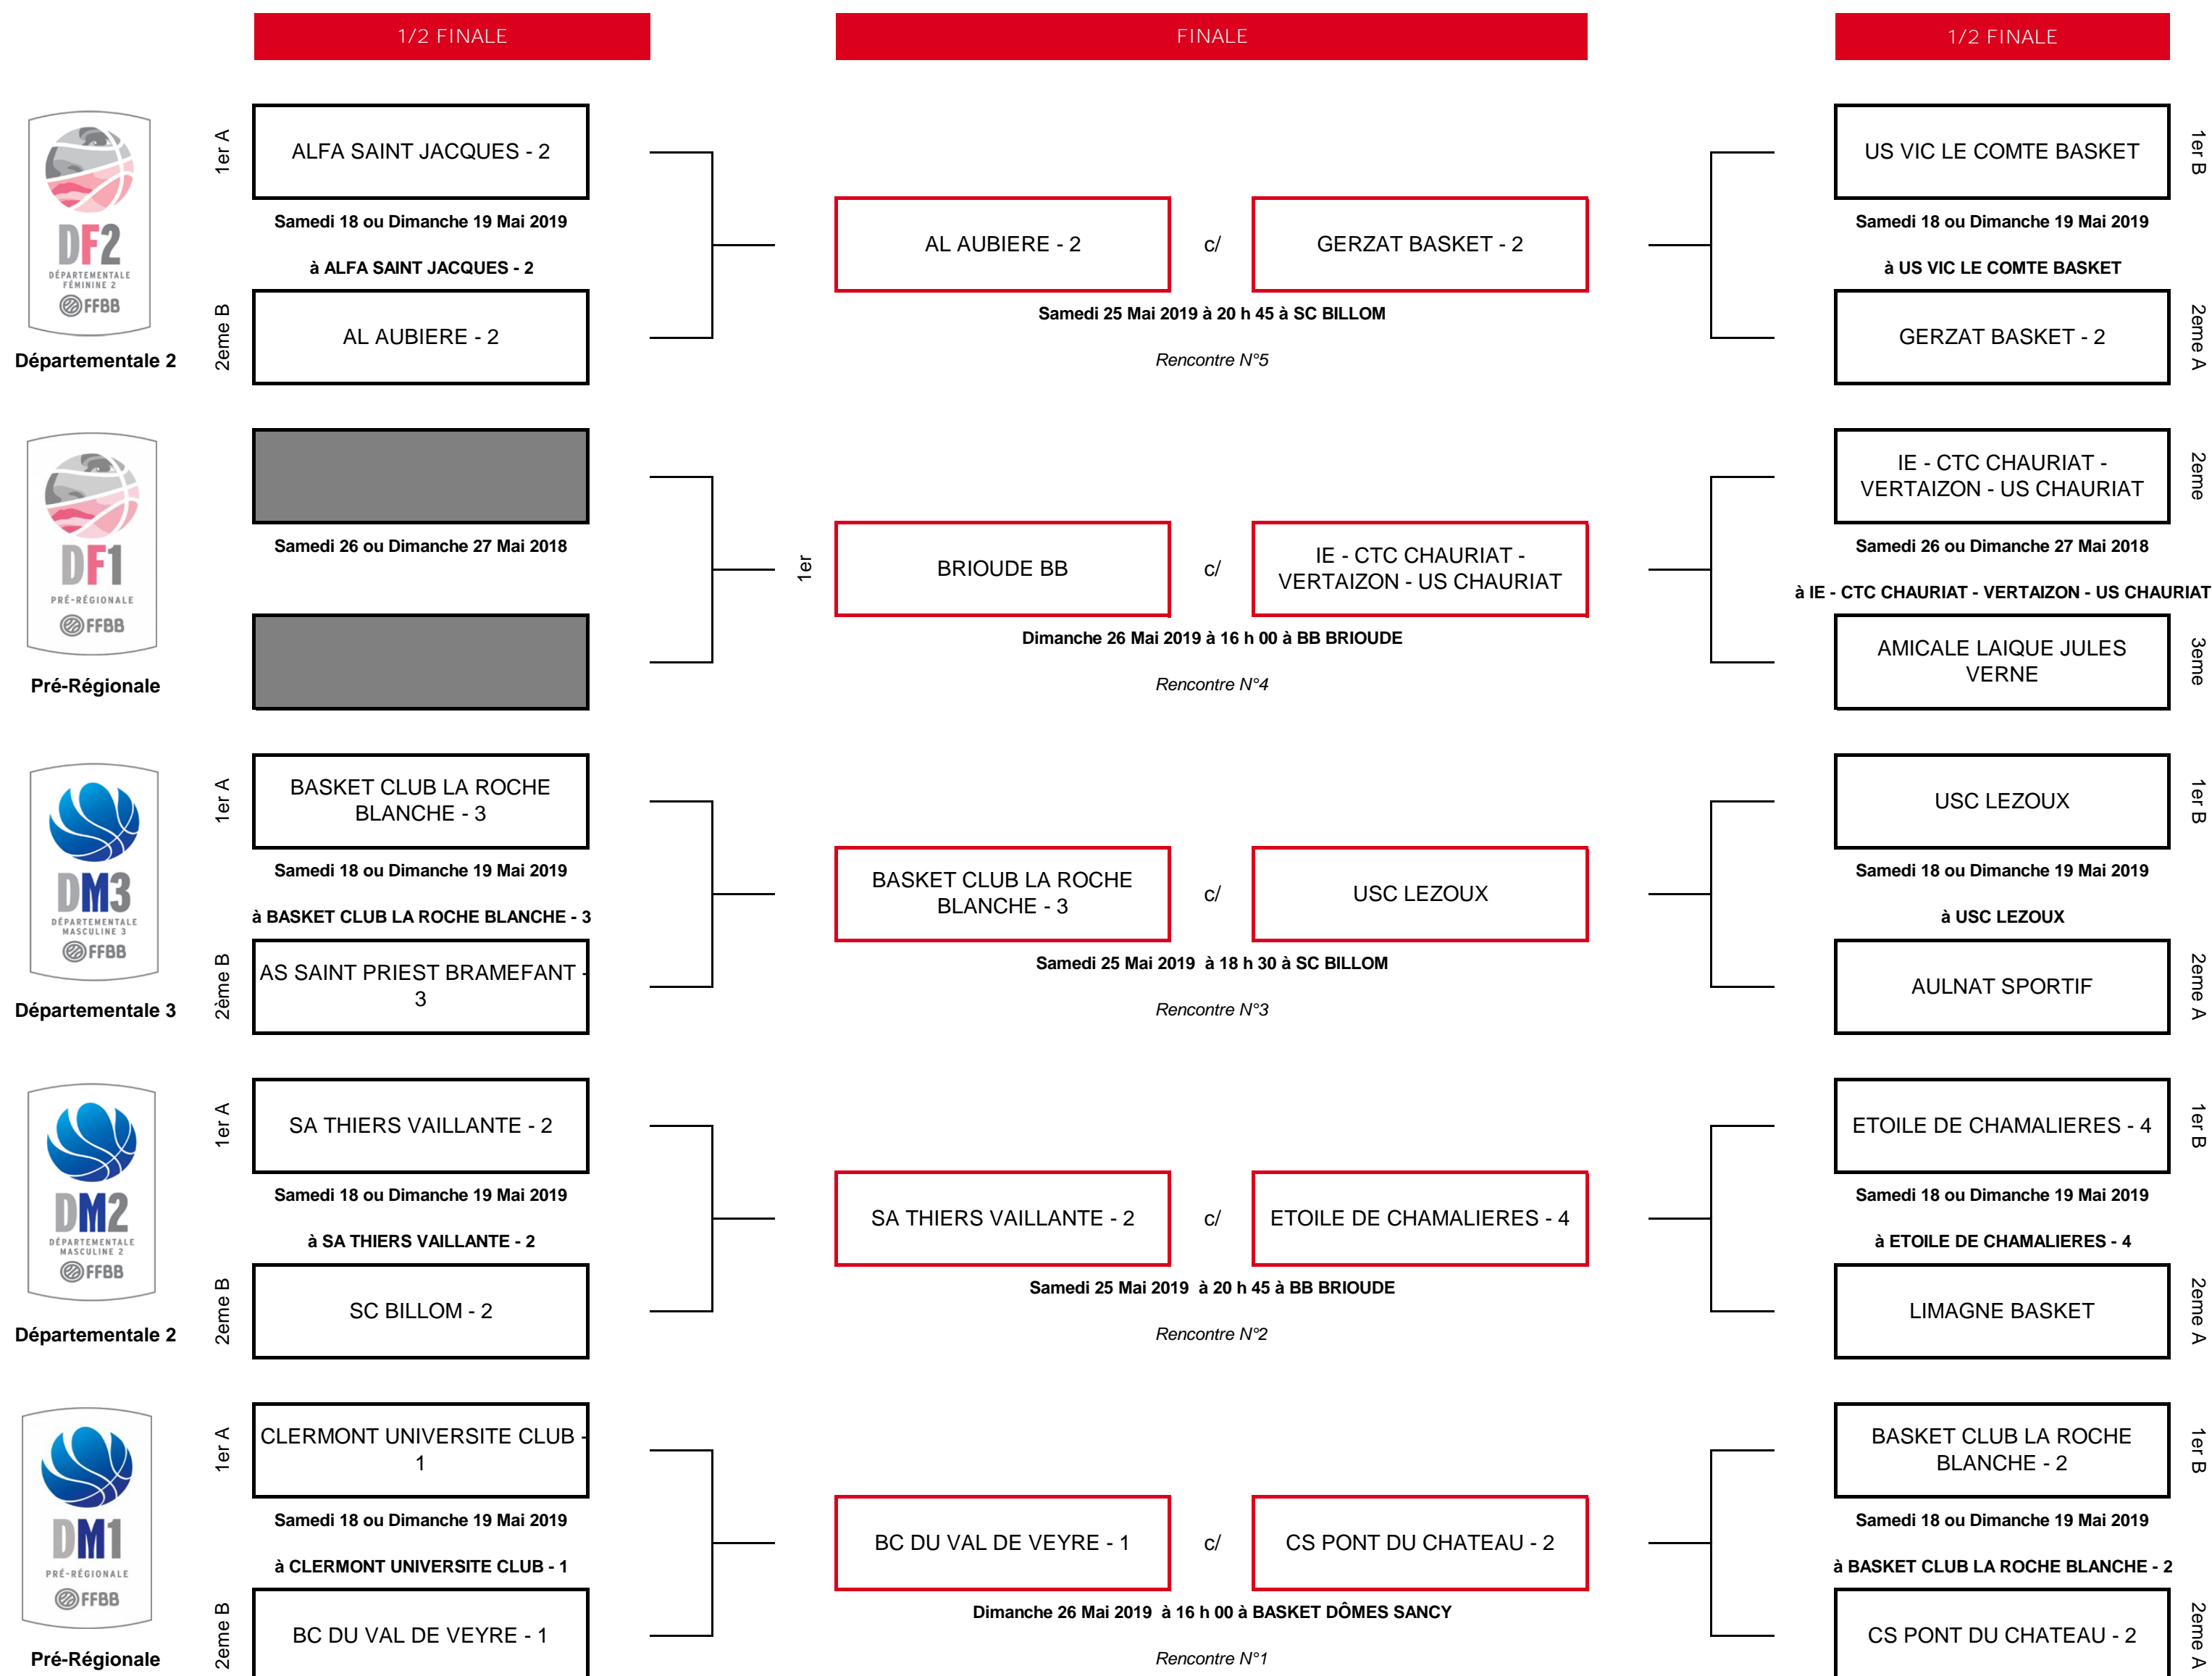 1/2 FINALE
FINALE
1/2 FINALE
DF2
DÉPARTEMENTALE
FÉMININE 2
FFBB
Départementale 2
1er A
ALFA SAINT JACQUES - 2
Samedi 18 ou Dimanche 19 Mai 2019
à ALFA SAINT JACQUES - 2
2eme B
AL AUBIERE - 2
AL AUBIERE - 2
c/
GERZAT BASKET - 2
Samedi 25 Mai 2019 à 20 h 45 à SC BILLOM
Rencontre N°5
US VIC LE COMTE BASKET
1er B
Samedi 18 ou Dimanche 19 Mai 2019
à US VIC LE COMTE BASKET
GERZAT BASKET - 2
2eme A
DF1
PRÉ-RÉGIONALE
FFBB
Pré-Régionale
Samedi 26 ou Dimanche 27 Mai 2018
1er
BRIOUDE BB
c/
IE - CTC CHAURIAT -
VERTAIZON - US CHAURIAT
Dimanche 26 Mai 2019 à 16 h 00 à BB BRIOUDE
Rencontre N°4
IE - CTC CHAURIAT -
VERTAIZON - US CHAURIAT
2eme
Samedi 26 ou Dimanche 27 Mai 2018
à IE - CTC CHAURIAT - VERTAIZON - US CHAURIAT
AMICALE LAIQUE JULES
VERNE
3eme
DM3
DÉPARTEMENTALE
MASCULINE 3
FFBB
Départementale 3
1er A
BASKET CLUB LA ROCHE
BLANCHE - 3
Samedi 18 ou Dimanche 19 Mai 2019
à BASKET CLUB LA ROCHE BLANCHE - 3
2ème B
AS SAINT PRIEST BRAMEFANT -
3
BASKET CLUB LA ROCHE
BLANCHE - 3
c/
USC LEZOUX
Samedi 25 Mai 2019 à 18 h 30 à SC BILLOM
Rencontre N°3
USC LEZOUX
1er B
Samedi 18 ou Dimanche 19 Mai 2019
à USC LEZOUX
AULNAT SPORTIF
2eme A
DM2
DÉPARTEMENTALE
MASCULINE 2
FFBB
Départementale 2
1er A
SA THIERS VAILLANTE - 2
Samedi 18 ou Dimanche 19 Mai 2019
à SA THIERS VAILLANTE - 2
2eme B
SC BILLOM - 2
SA THIERS VAILLANTE - 2
c/
ETOILE DE CHAMALIERES - 4
Samedi 25 Mai 2019 à 20 h 45 à BB BRIOUDE
Rencontre N°2
ETOILE DE CHAMALIERES - 4
1er B
Samedi 18 ou Dimanche 19 Mai 2019
à ETOILE DE CHAMALIERES - 4
LIMAGNE BASKET
2eme A
DM1
PRÉ-RÉGIONALE
FFBB
Pré-Régionale
1er A
CLERMONT UNIVERSITE CLUB -
1
Samedi 18 ou Dimanche 19 Mai 2019
à CLERMONT UNIVERSITE CLUB - 1
2eme B
BC DU VAL DE VEYRE - 1
BC DU VAL DE VEYRE - 1
c/
CS PONT DU CHATEAU - 2
Dimanche 26 Mai 2019 à 16 h 00 à BASKET DÔMES SANCY
Rencontre N°1
BASKET CLUB LA ROCHE
BLANCHE - 2
1er B
Samedi 18 ou Dimanche 19 Mai 2019
à BASKET CLUB LA ROCHE BLANCHE - 2
CS PONT DU CHATEAU - 2
2eme A